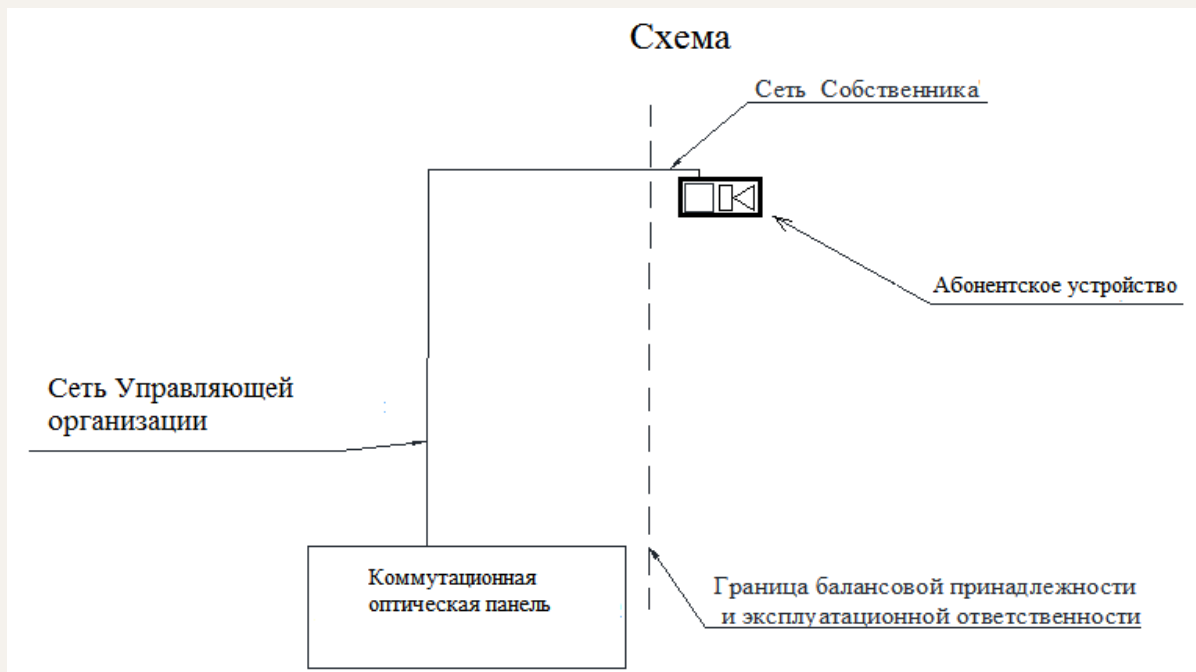 Схема
Сеть Собственника
Абонентское устройство
Сеть Управляющей
организации
Коммутационная
оптическая панель
Граница балансовой принадлежности
и эксплуатационной ответственности